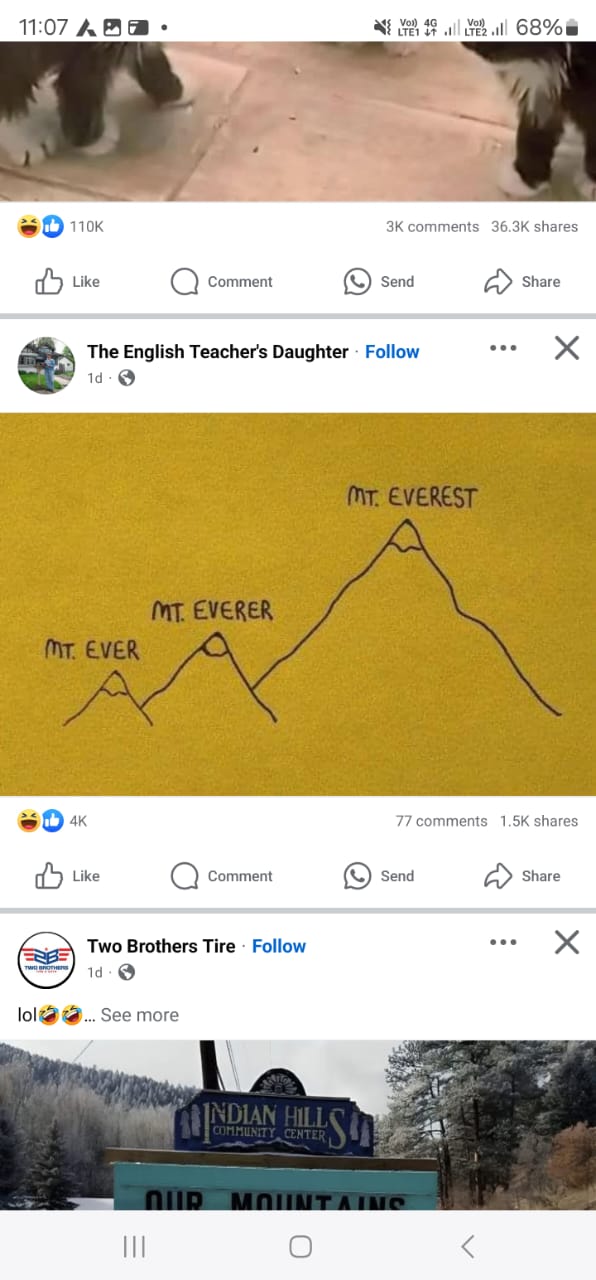 11:07
Vo)) 4G Vo)) 68%
LTE1 LTE2
110K 3K comments 36.3K shares
Like Comment Send Share
The English Teacher's Daughter · Follow
1d ·
MT. EVEREST
MT. EVERER
MT. EVER
4K 77 comments 1.5K shares
Like Comment Send Share
Two Brothers Tire · Follow
TWO BROTHERS
1d ·
lol🤣🤣... See more
INDIAN HILLS
COMMUNITY CENTER
OUR MOUNTAINS